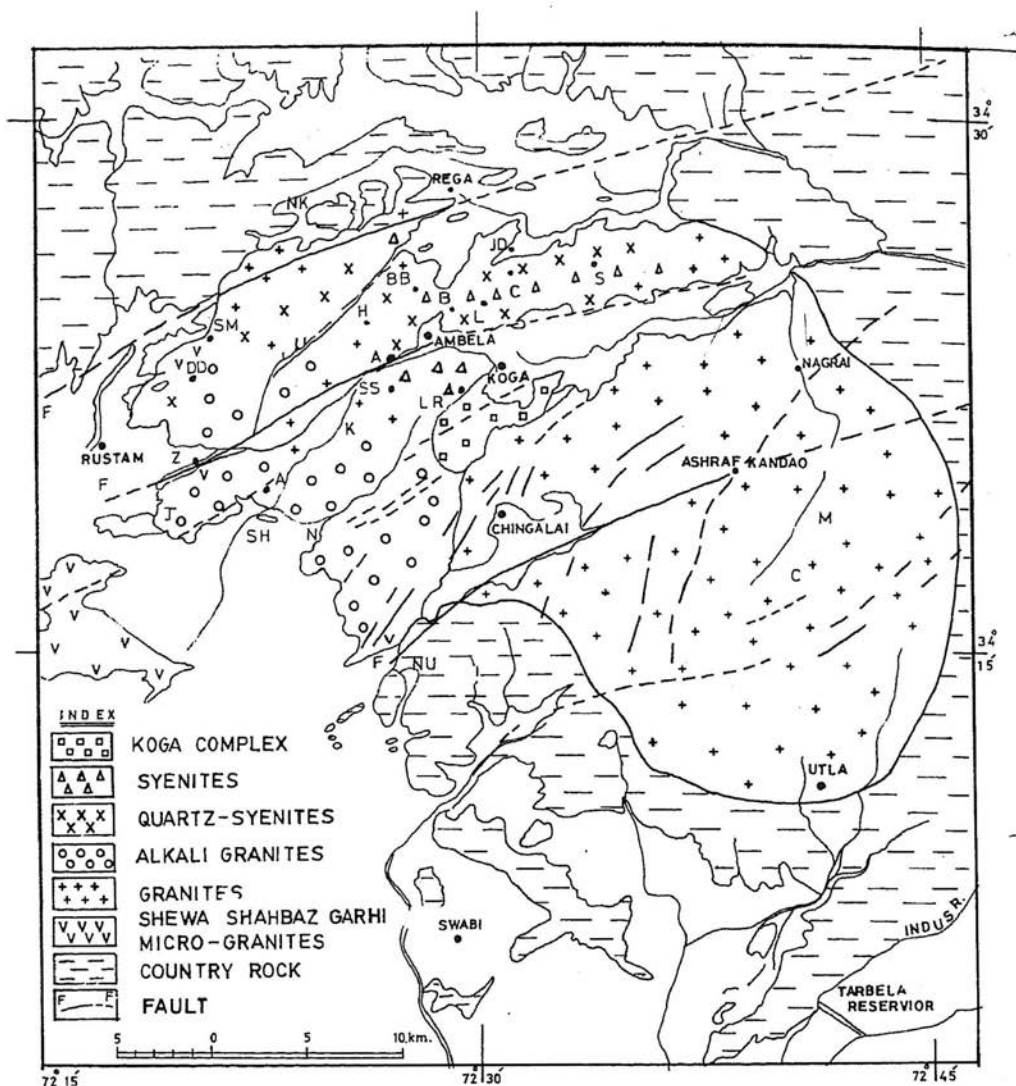 34°
30'
REGA
NK
JD
BB
S
B
C
H
L
SM
U
AMBELA
A
DD
KOGA
NAGRAI
SS
F
LR
K
RUSTAM
Z
ASHRAF KANDAO
F
A
J
CHINGALAI
M
SH
N
C
34°
F
NU
15'
INDEX
KOGA COMPLEX
SYENITES
UTLA
QUARTZ-SYENITES
ALKALI GRANITES
GRANITES
SHEWA SHAHBAZ GARHI
MICRO-GRANITES
SWABI
INDUS R.
COUNTRY ROCK
F F
FAULT
TARBELA
RESERVIOR
5 0 5 10 km.
72°15'
72°30'
72°45'